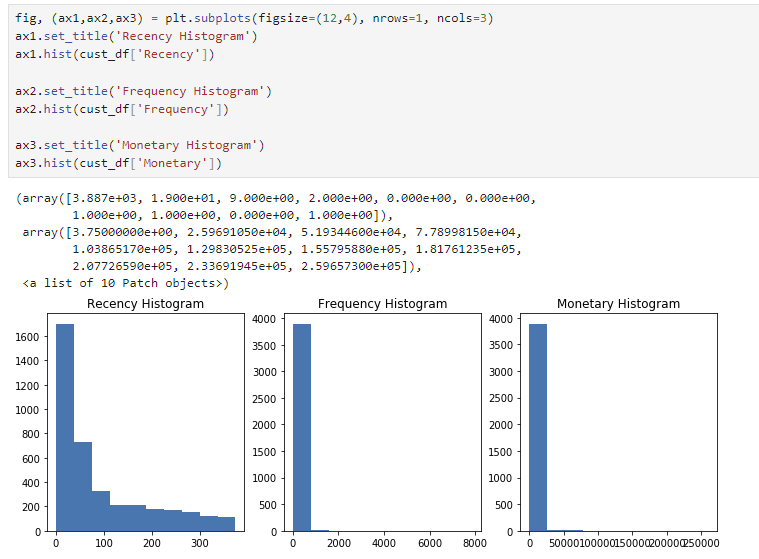 fig, (ax1,ax2,ax3) = plt.subplots(figsize=(12,4), nrows=1, ncols=3)
ax1.set_title('Recency Histogram')
ax1.hist(cust_df['Recency'])
ax2.set_title('Frequency Histogram')
ax2.hist(cust_df['Frequency'])
ax3.set_title('Monetary Histogram')
ax3.hist(cust_df['Monetary'])
(array([3.887e+03, 1.900e+01, 9.000e+00, 2.000e+00, 0.000e+00, 0.000e+00,
1.000e+00, 1.000e+00, 0.000e+00, 1.000e+00]),
array([3.75000000e+00, 2.59691050e+04, 5.19344600e+04, 7.78998150e+04,
1.03865170e+05, 1.29830525e+05, 1.55795880e+05, 1.81761235e+05,
2.07726590e+05, 2.33691945e+05, 2.59657300e+05]),
<a list of 10 Patch objects>)
Recency Histogram
1600
1400
1200
1000
800
600
400
200
0
0 100 200 300
Frequency Histogram
4000
3500
3000
2500
2000
1500
1000
500
0
0 2000 4000 6000 8000
Monetary Histogram
4000
3500
3000
2500
2000
1500
1000
500
0
0 50000 100000 150000 200000 250000